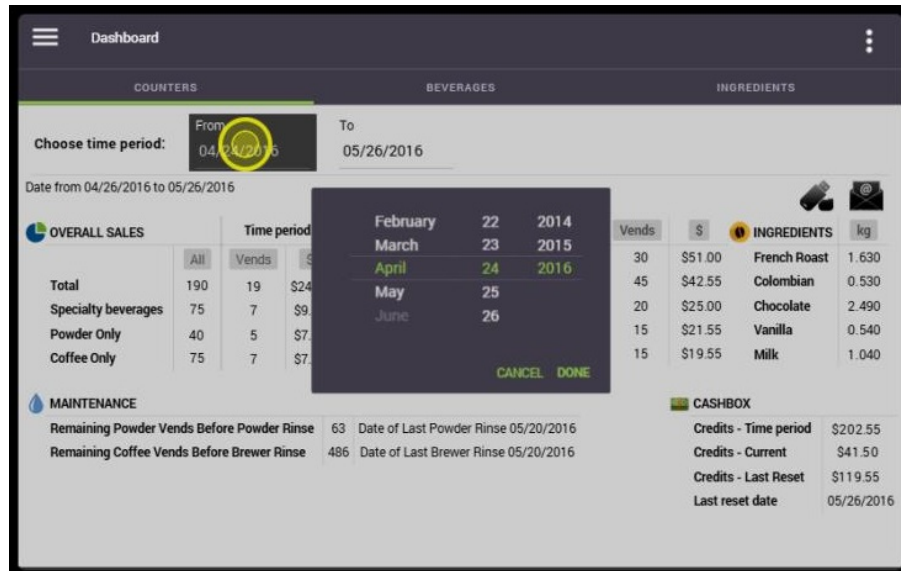 Dashboard
COUNTERS BEVERAGES INGREDIENTS
Choose time period: From 04/24/2016 To 05/26/2016
Date from 04/26/2016 to 05/26/2016
OVERALL SALES Time period Vends $ INGREDIENTS kg
All Vends $
Total 190 19 $24
Specialty beverages 75 7 $9.
Powder Only 40 5 $7.
Coffee Only 75 7 $7.
30 $51.00 French Roast 1.630
45 $42.55 Colombian 0.530
20 $25.00 Chocolate 2.490
15 $21.55 Vanilla 0.540
15 $19.55 Milk 1.040
February 22 2014
March 23 2015
April 24 2016
May 25
June 26
CANCEL DONE
MAINTENANCE
Remaining Powder Vends Before Powder Rinse 63 Date of Last Powder Rinse 05/20/2016
Remaining Coffee Vends Before Brewer Rinse 486 Date of Last Brewer Rinse 05/20/2016
CASHBOX
Credits - Time period $202.55
Credits - Current $41.50
Credits - Last Reset $119.55
Last reset date 05/26/2016